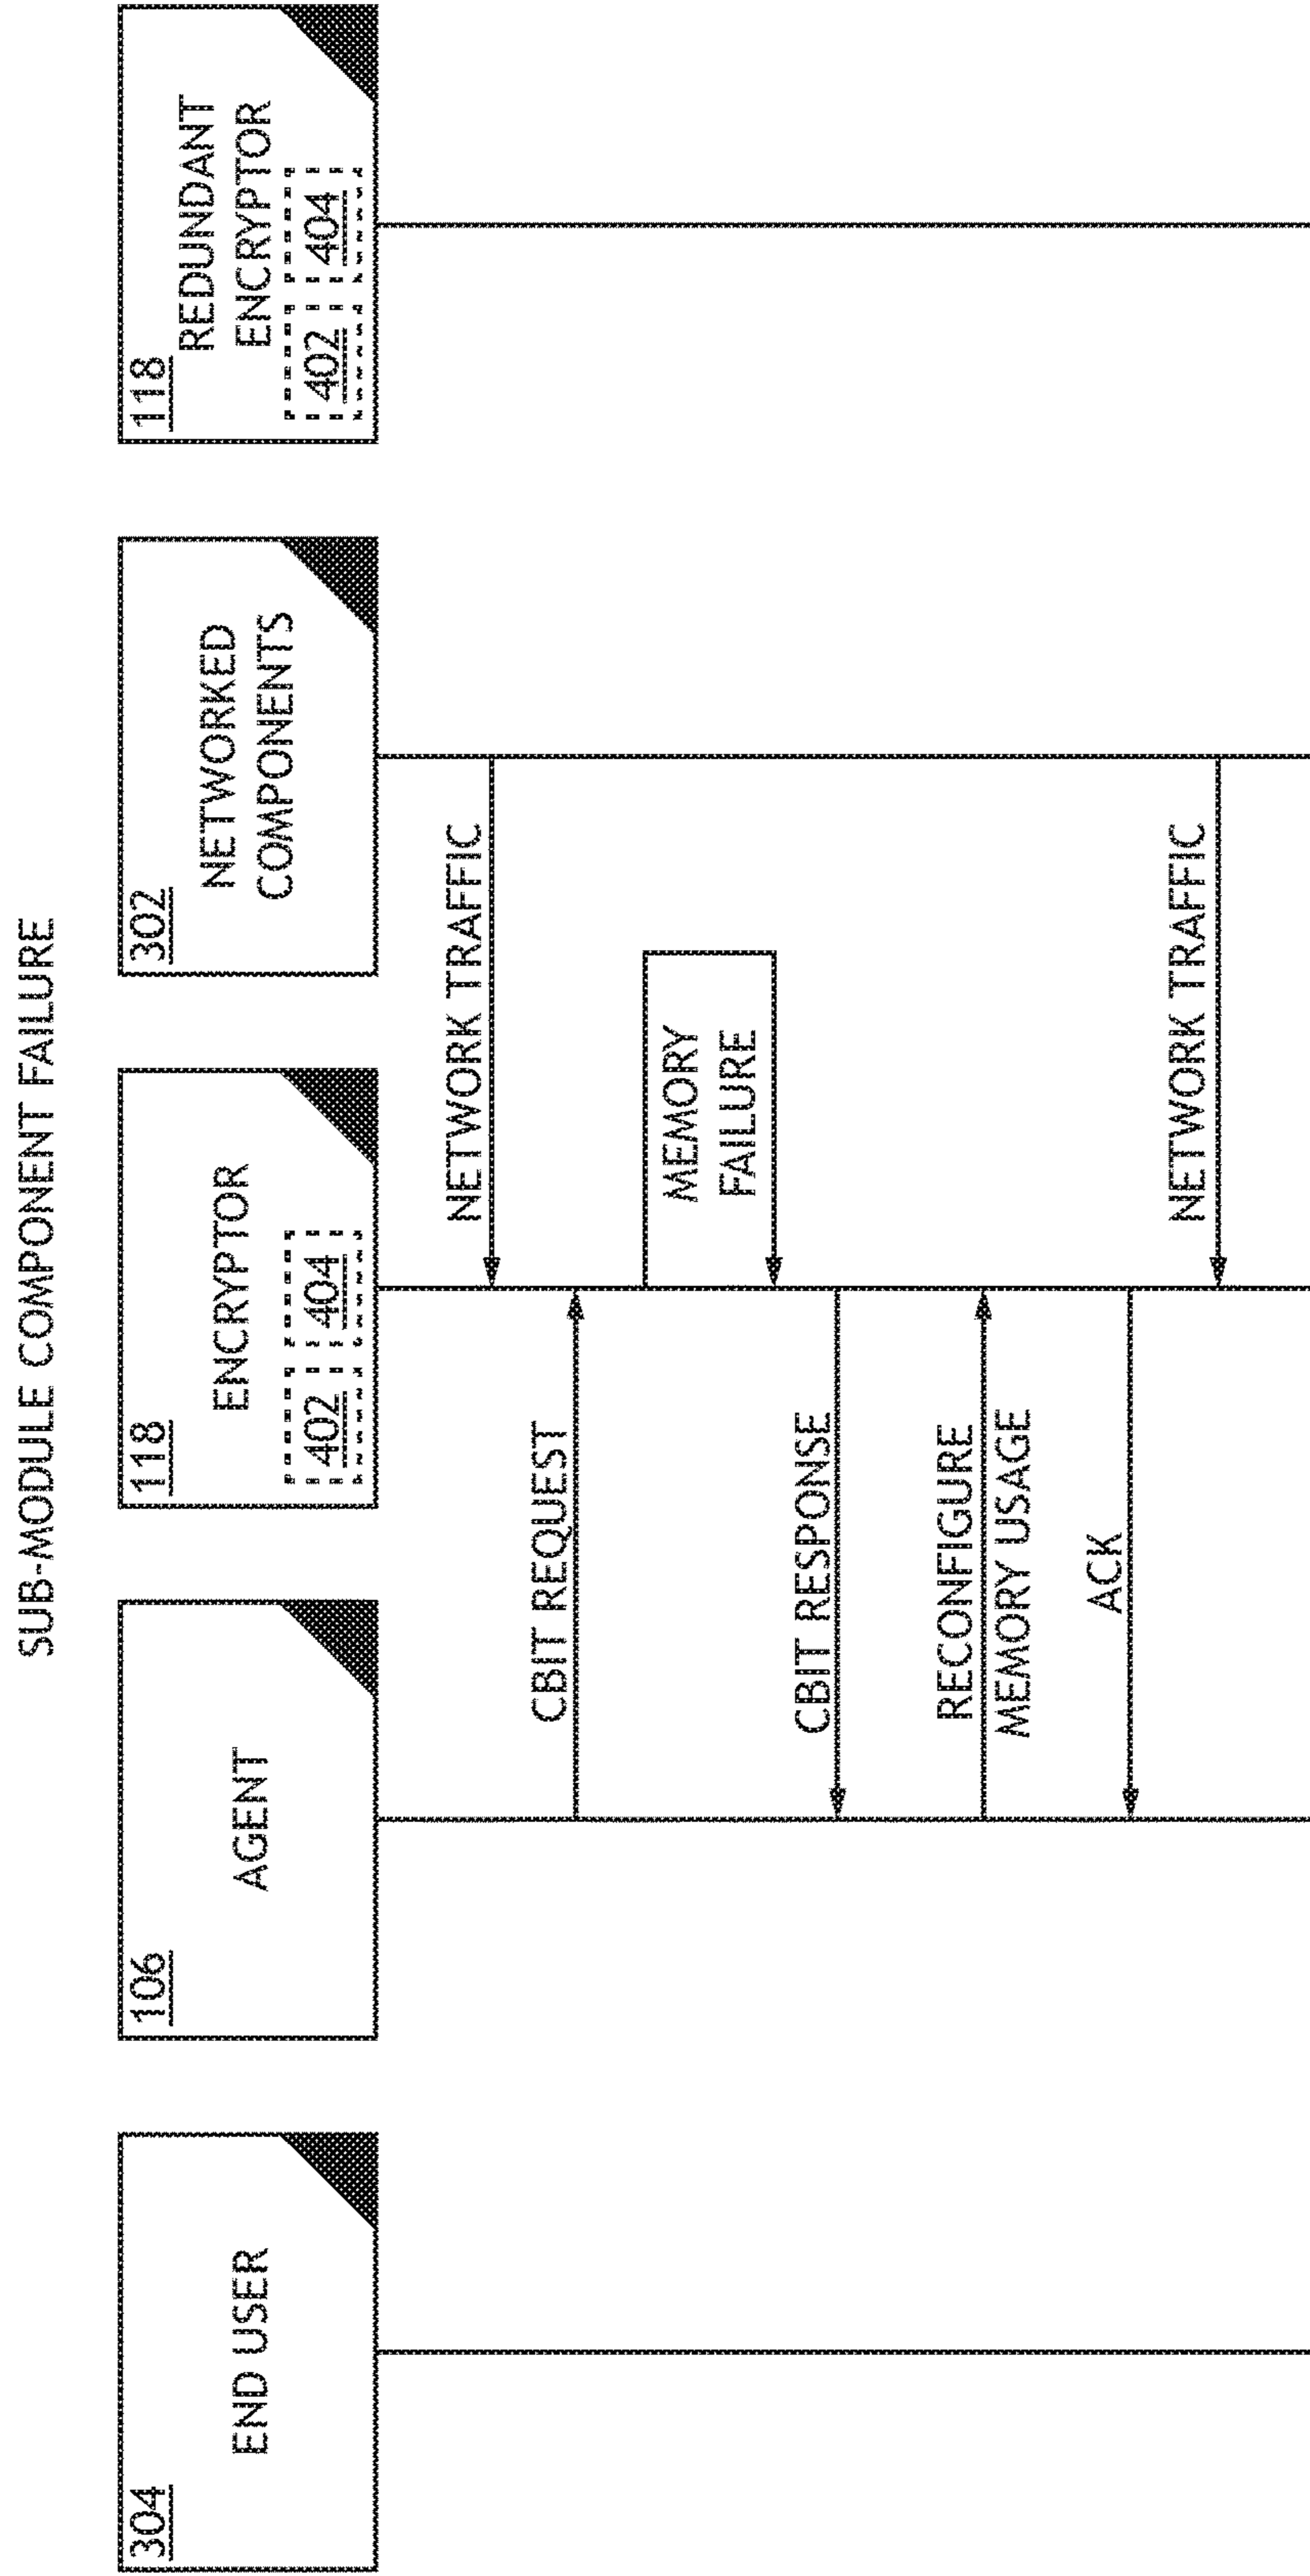 SUB-MODULE COMPONENT FAILURE
304
END USER
106
AGENT
118
ENCRYPTOR
402 404
302
NETWORKED
COMPONENTS
118
REDUNDANT
ENCRYPTOR
402 404
NETWORK TRAFFIC
CBIT REQUEST
MEMORY
FAILURE
CBIT RESPONSE
RECONFIGURE
MEMORY USAGE
ACK
NETWORK TRAFFIC